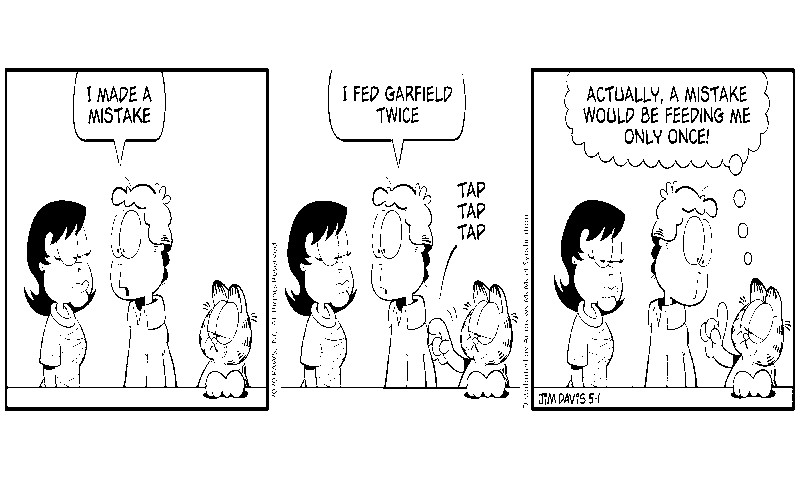 I MADE A
MISTAKE
I FED GARFIELD
TWICE
TAP
TAP
TAP
ACTUALLY, A MISTAKE
WOULD BE FEEDING ME
ONLY ONCE!
JIM DAVIS 5-1